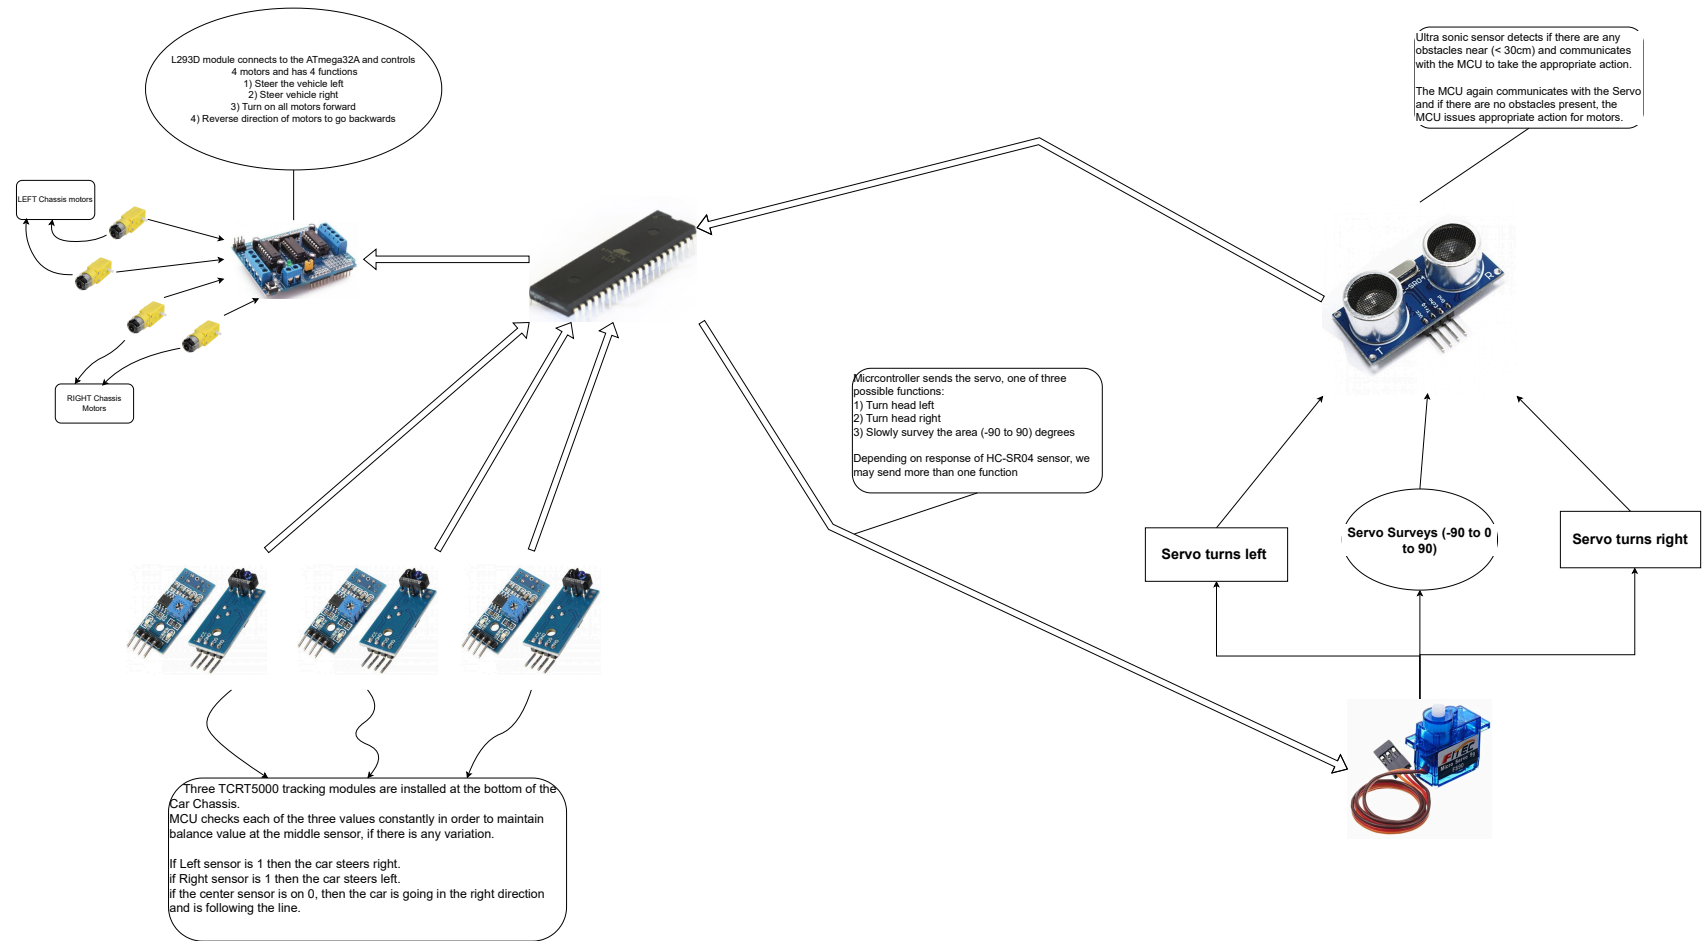 L293D module connects to the ATmega32A and controls
4 motors and has 4 functions
1) Steer the vehicle left
2) Steer vehicle right
3) Turn on all motors forward
4) Reverse direction of motors to go backwards
Ultra sonic sensor detects if there are any
obstacles near (< 30cm) and communicates
with the MCU to take the appropriate action.
The MCU again communicates with the Servo
and if there are no obstacles present, the
MCU issues appropriate action for motors.
LEFT Chassis motors
RIGHT Chassis
Motors
HC-SR04
Vcc
Trig
Echo
Gnd
T
R
Micrcontroller sends the servo, one of three
possible functions:
1) Turn head left
2) Turn head right
3) Slowly survey the area (-90 to 90) degrees
Depending on response of HC-SR04 sensor, we
may send more than one function
Servo turns left
Servo Surveys (-90 to 0
to 90)
Servo turns right
FITEC
Micro Servo
Three TCRT5000 tracking modules are installed at the bottom of the
Car Chassis.
MCU checks each of the three values constantly in order to maintain
balance value at the middle sensor, if there is any variation.
If Left sensor is 1 then the car steers right.
if Right sensor is 1 then the car steers left.
if the center sensor is on 0, then the car is going in the right direction
and is following the line.